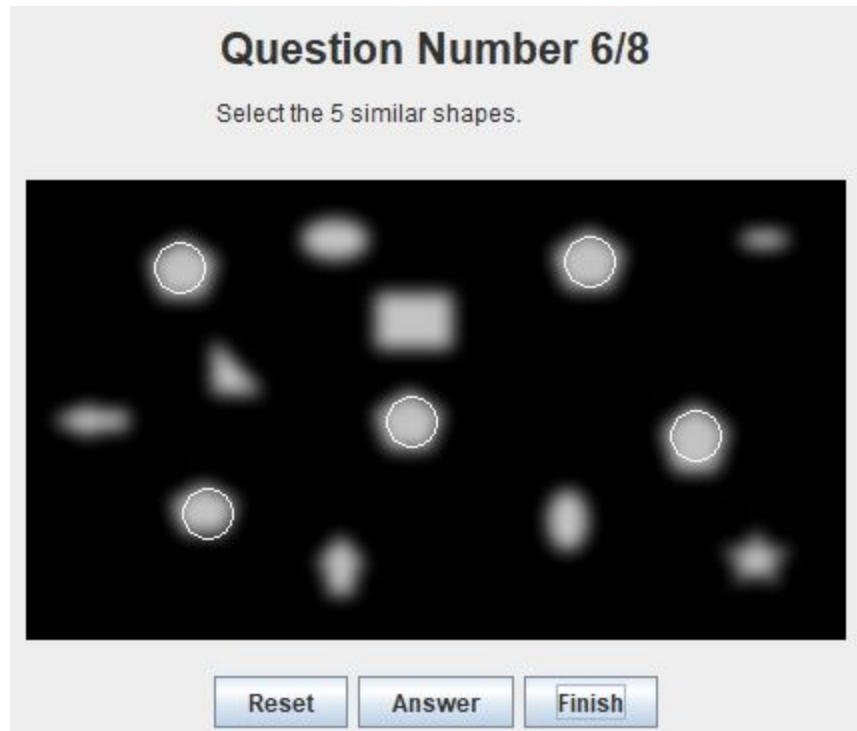 Question Number 6/8
Select the 5 similar shapes.
Reset Answer Finish